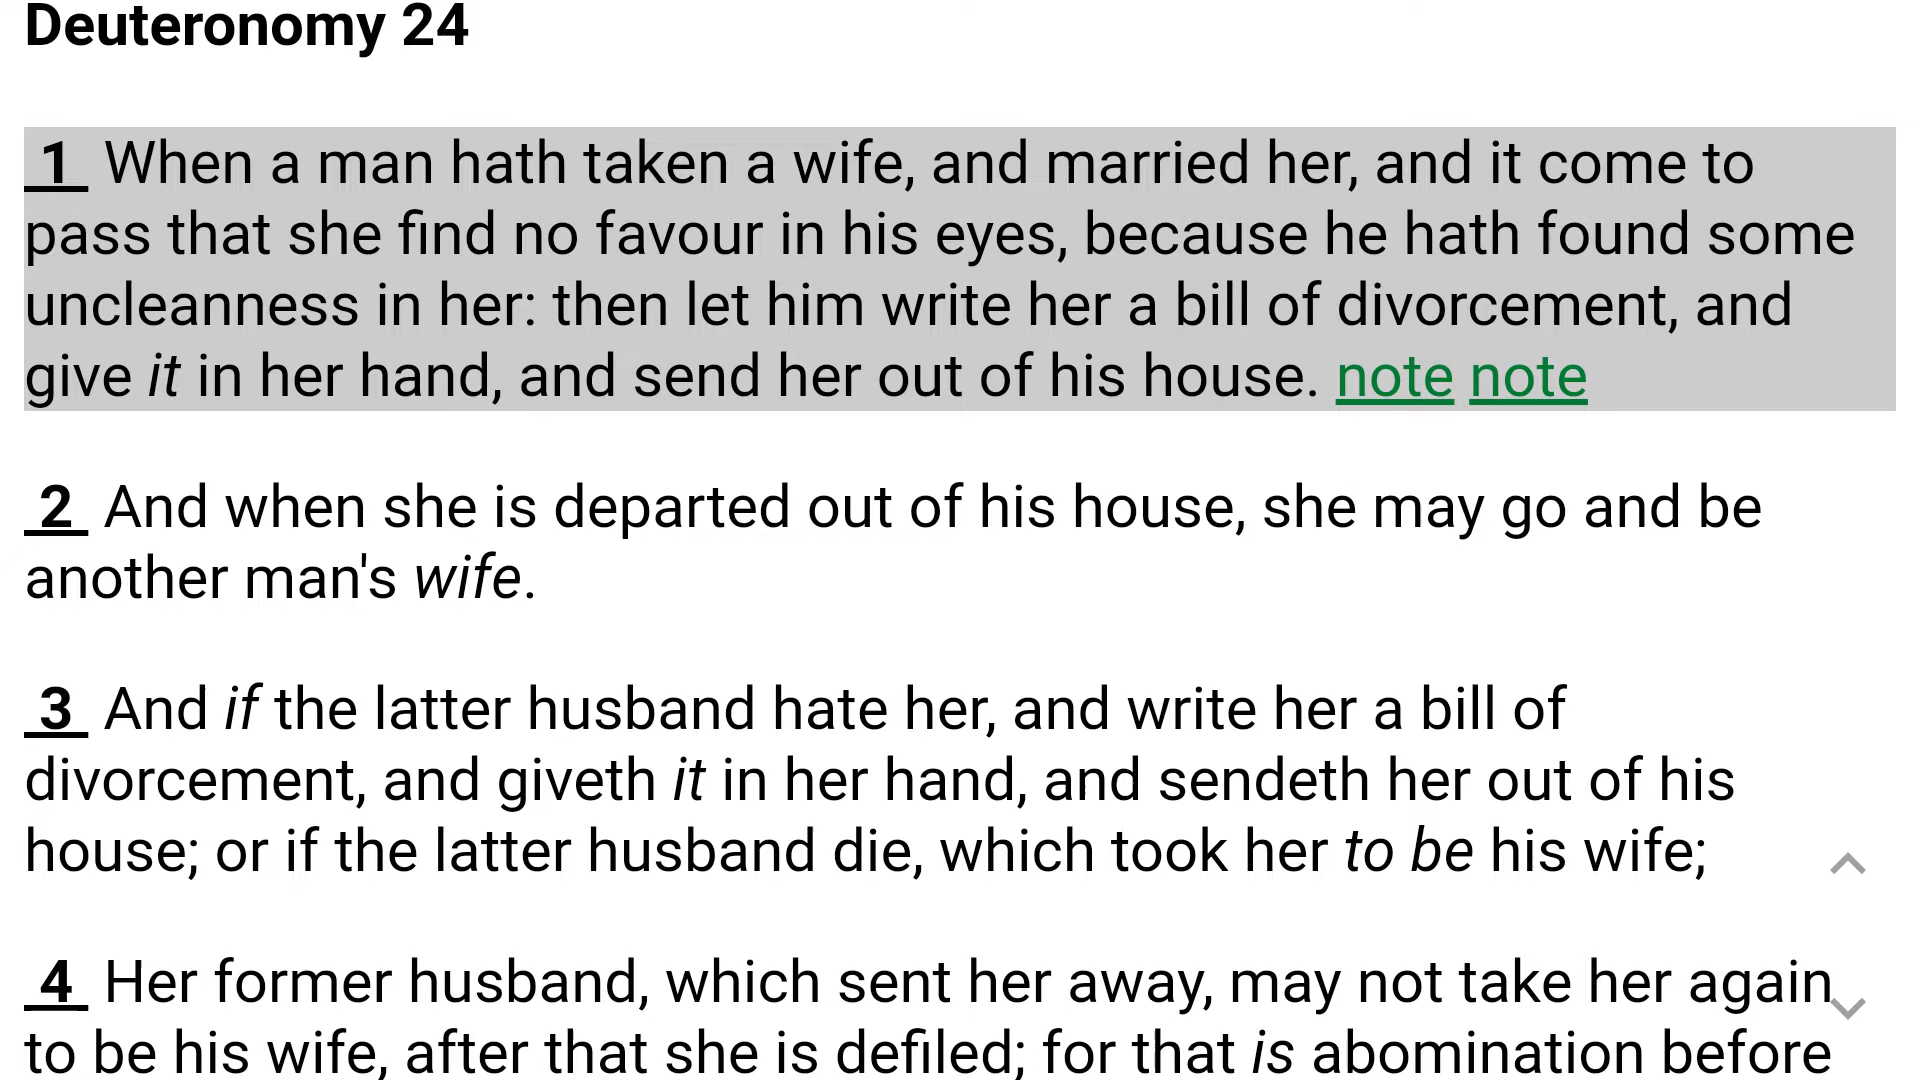 Deuteronomy 24
1 When a man hath taken a wife, and married her, and it come to
pass that she find no favour in his eyes, because he hath found some
uncleanness in her: then let him write her a bill of divorcement, and
give it in her hand, and send her out of his house. note note
2 And when she is departed out of his house, she may go and be
another man's wife.
3 And if the latter husband hate her, and write her a bill of
divorcement, and giveth it in her hand, and sendeth her out of his
house; or if the latter husband die, which took her to be his wife;
4 Her former husband, which sent her away, may not take her again
to be his wife, after that she is defiled; for that is abomination before